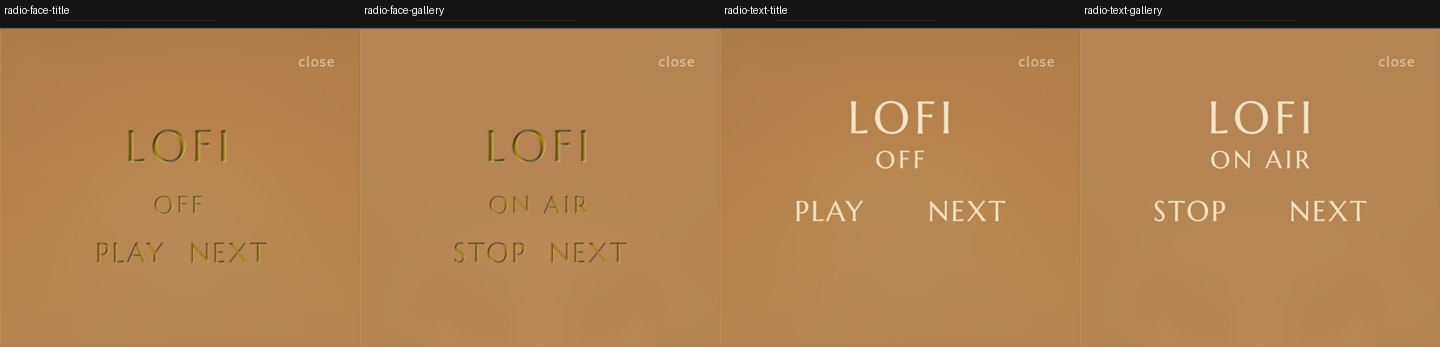 radio-face-title radio-face-gallery radio-text-title radio-text-gallery
close close close close
LOFI LOFI LOFI LOFI
OFF ON AIR OFF ON AIR
PLAY NEXT STOP NEXT PLAY NEXT STOP NEXT